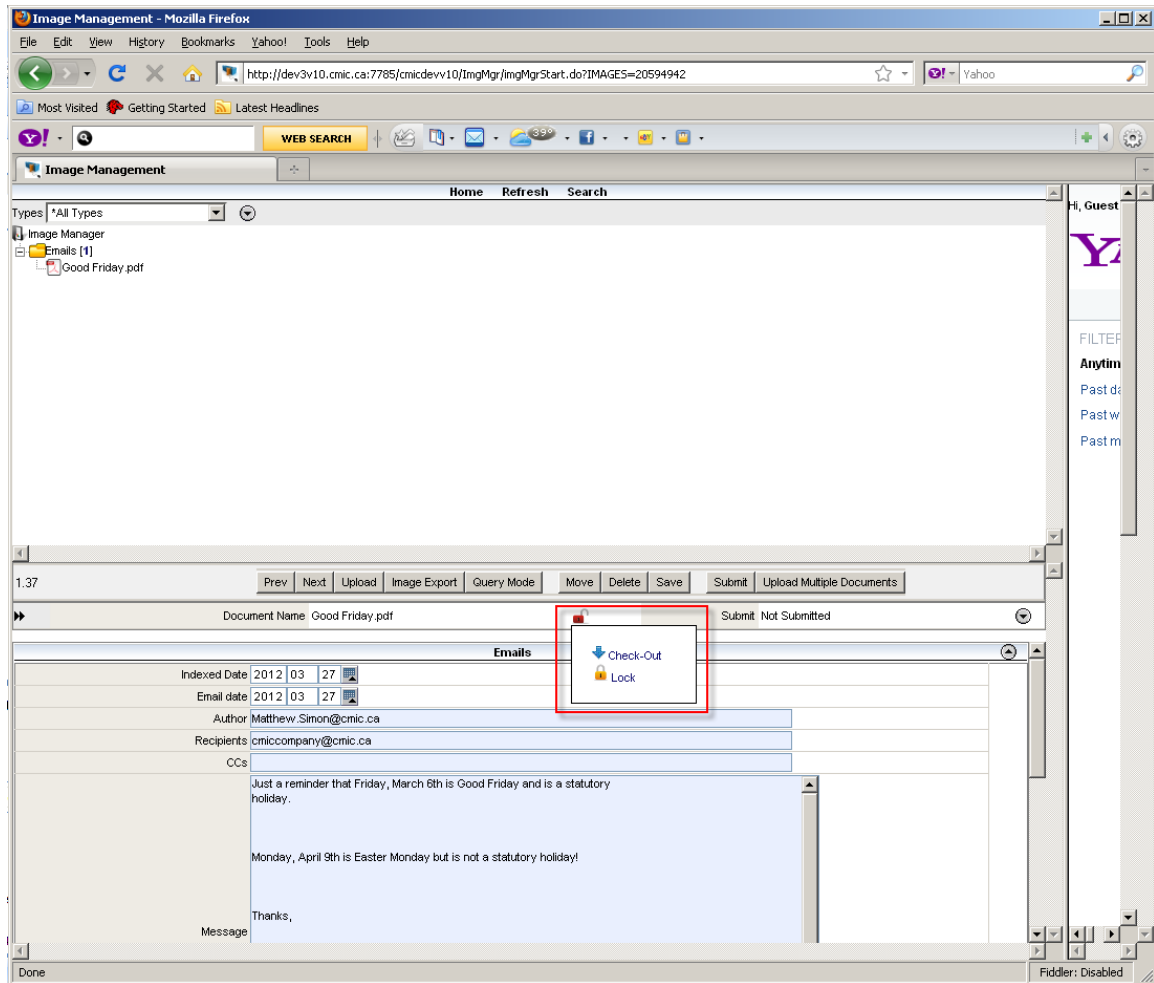 Image Management - Mozilla Firefox
File Edit View History Bookmarks Yahoo! Tools Help
http://dev3v10.cmic.ca:7785/cmicdevv10/ImgMgr/imgMgrStart.do?IMAGES=20594942
Yahoo
Most Visited Getting Started Latest Headlines
WEB SEARCH 39°
Image Management
Home Refresh Search
Hi, Guest
Types *All Types
Image Manager
Emails [1]
Good Friday.pdf
FILTER
Anytim
Past da
Past w
Past m
1.37 Prev Next Upload Image Export Query Mode Move Delete Save Submit Upload Multiple Documents
Document Name Good Friday.pdf Submit Not Submitted
Check-Out
Lock
Emails
Indexed Date 2012 03 27
Email date 2012 03 27
Author Matthew.Simon@cmic.ca
Recipients cmiccompany@cmic.ca
CCs
Just a reminder that Friday, March 6th is Good Friday and is a statutory
holiday.
Monday, April 9th is Easter Monday but is not a statutory holiday!
Thanks,
Message
Done Fiddler: Disabled